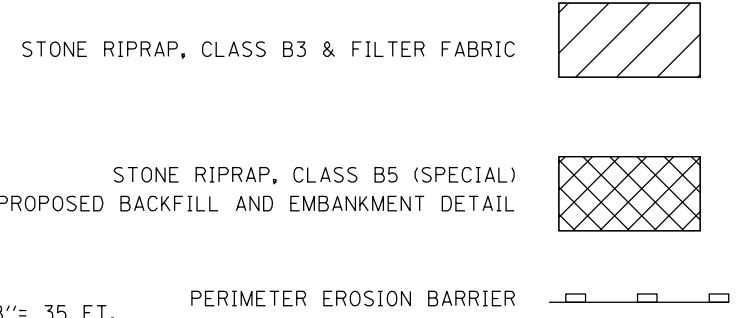 STONE RIPRAP, CLASS B3 & FILTER FABRIC
STONE RIPRAP, CLASS B5 (SPECIAL)
PROPOSED BACKFILL AND EMBANKMENT DETAIL
PERIMETER EROSION BARRIER
8''= 35 FT.